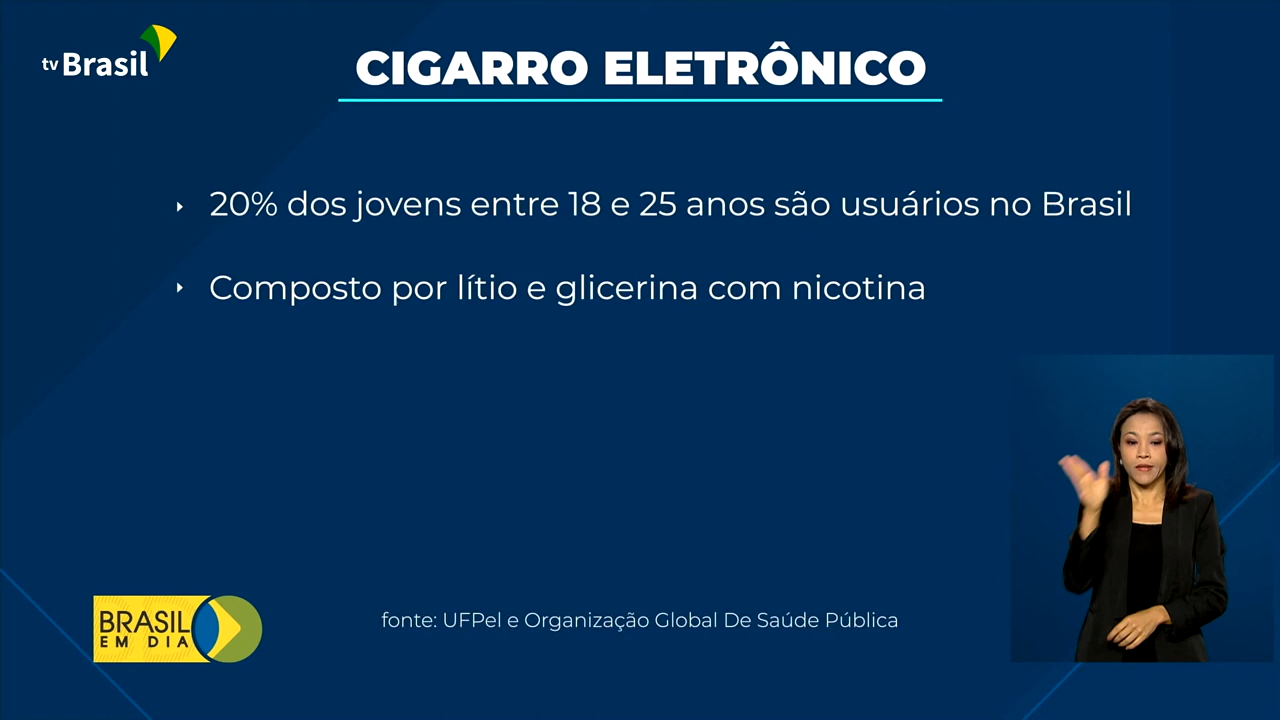 tv Brasil
CIGARRO ELETRÔNICO
20% dos jovens entre 18 e 25 anos são usuários no Brasil
Composto por lítio e glicerina com nicotina
BRASIL
EM DIA
fonte: UFPel e Organização Global De Saúde Pública